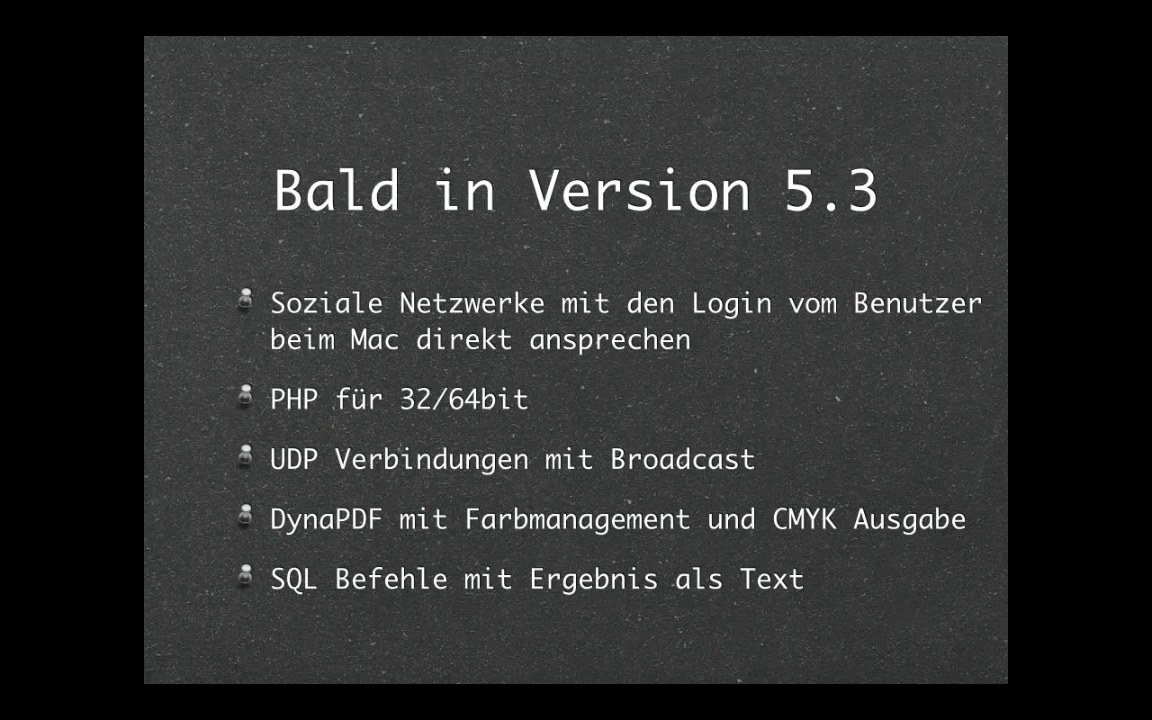 Bald in Version 5.3
Soziale Netzwerke mit den Login vom Benutzer
beim Mac direkt ansprechen
PHP für 32/64bit
UDP Verbindungen mit Broadcast
DynaPDF mit Farbmanagement und CMYK Ausgabe
SQL Befehle mit Ergebnis als Text